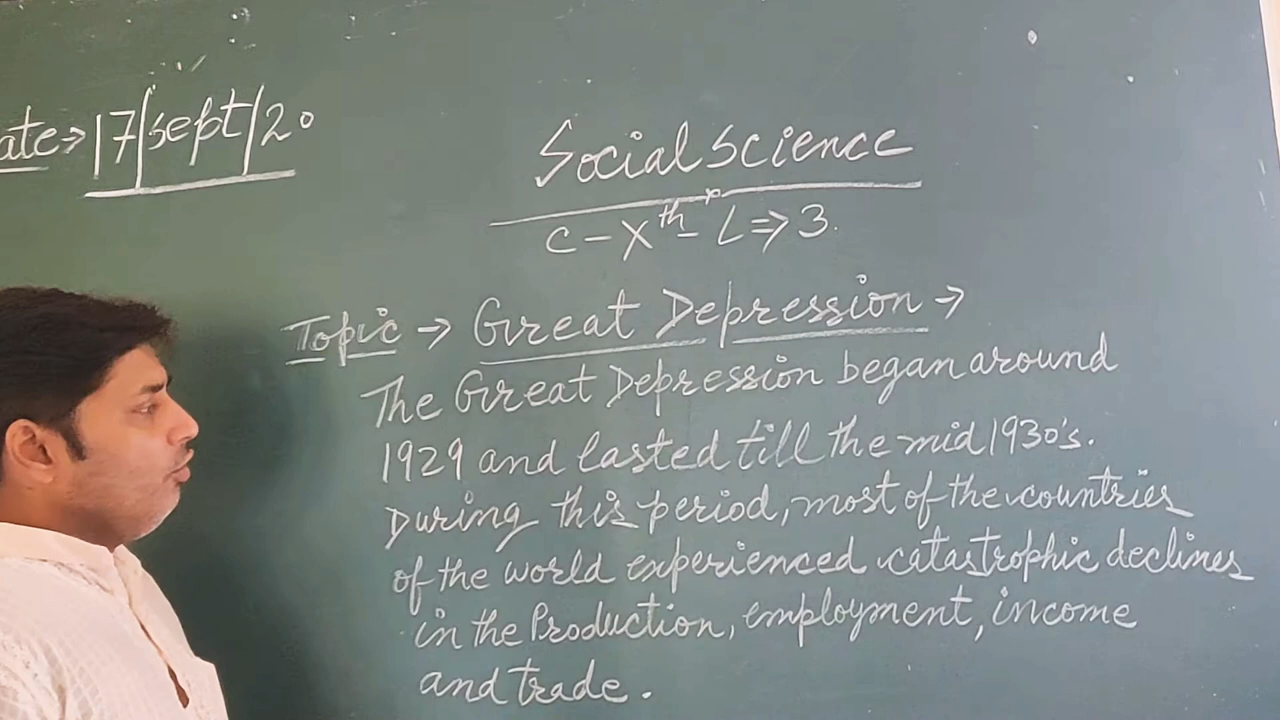 ate→ 17/sept/20
Social Science
C-Xth- L⇒3.
Topic → Great Depression →
The Great Depression began around
1929 and lasted till the mid 1930's.
During this period, most of the countries
of the world experienced catastrophic declines
in the Production, employment, income
and trade.